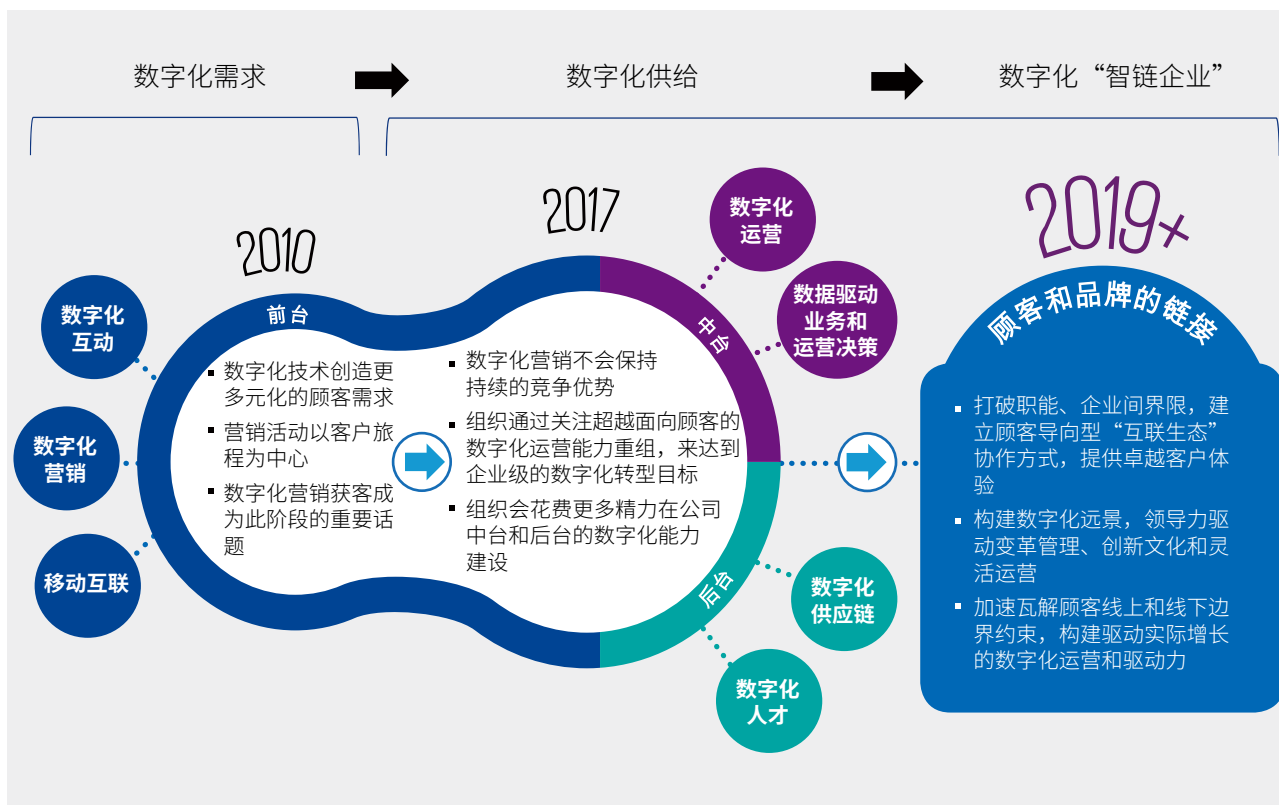 数字化需求
数字化供给
数字化“智链企业”
2010
2017
2019+
前台
中台
后台
数字化
互动
数字化
营销
移动互联
数字化技术创造更
多元化的顾客需求
营销活动以客户旅
程为中心
数字化营销获客成
为此阶段的重要话
题
数字化营销不会保持
持续的竞争优势
组织通过关注超越面向顾客的
数字化运营能力重组，来达到
企业级的数字化转型目标
组织会花费更多精力在公司
中台和后台的数字化能力
建设
数字化
运营
数据驱动
业务和
运营决策
数字化
供应链
数字化
人才
顾客和品牌的链接
打破职能、企业间界限，建
立顾客导向型“互联生态”
协作方式，提供卓越客户体
验
构建数字化远景，领导力驱
动变革管理、创新文化和灵
活运营
加速瓦解顾客线上和线下边
界约束，构建驱动实际增长
的数字化运营和驱动力